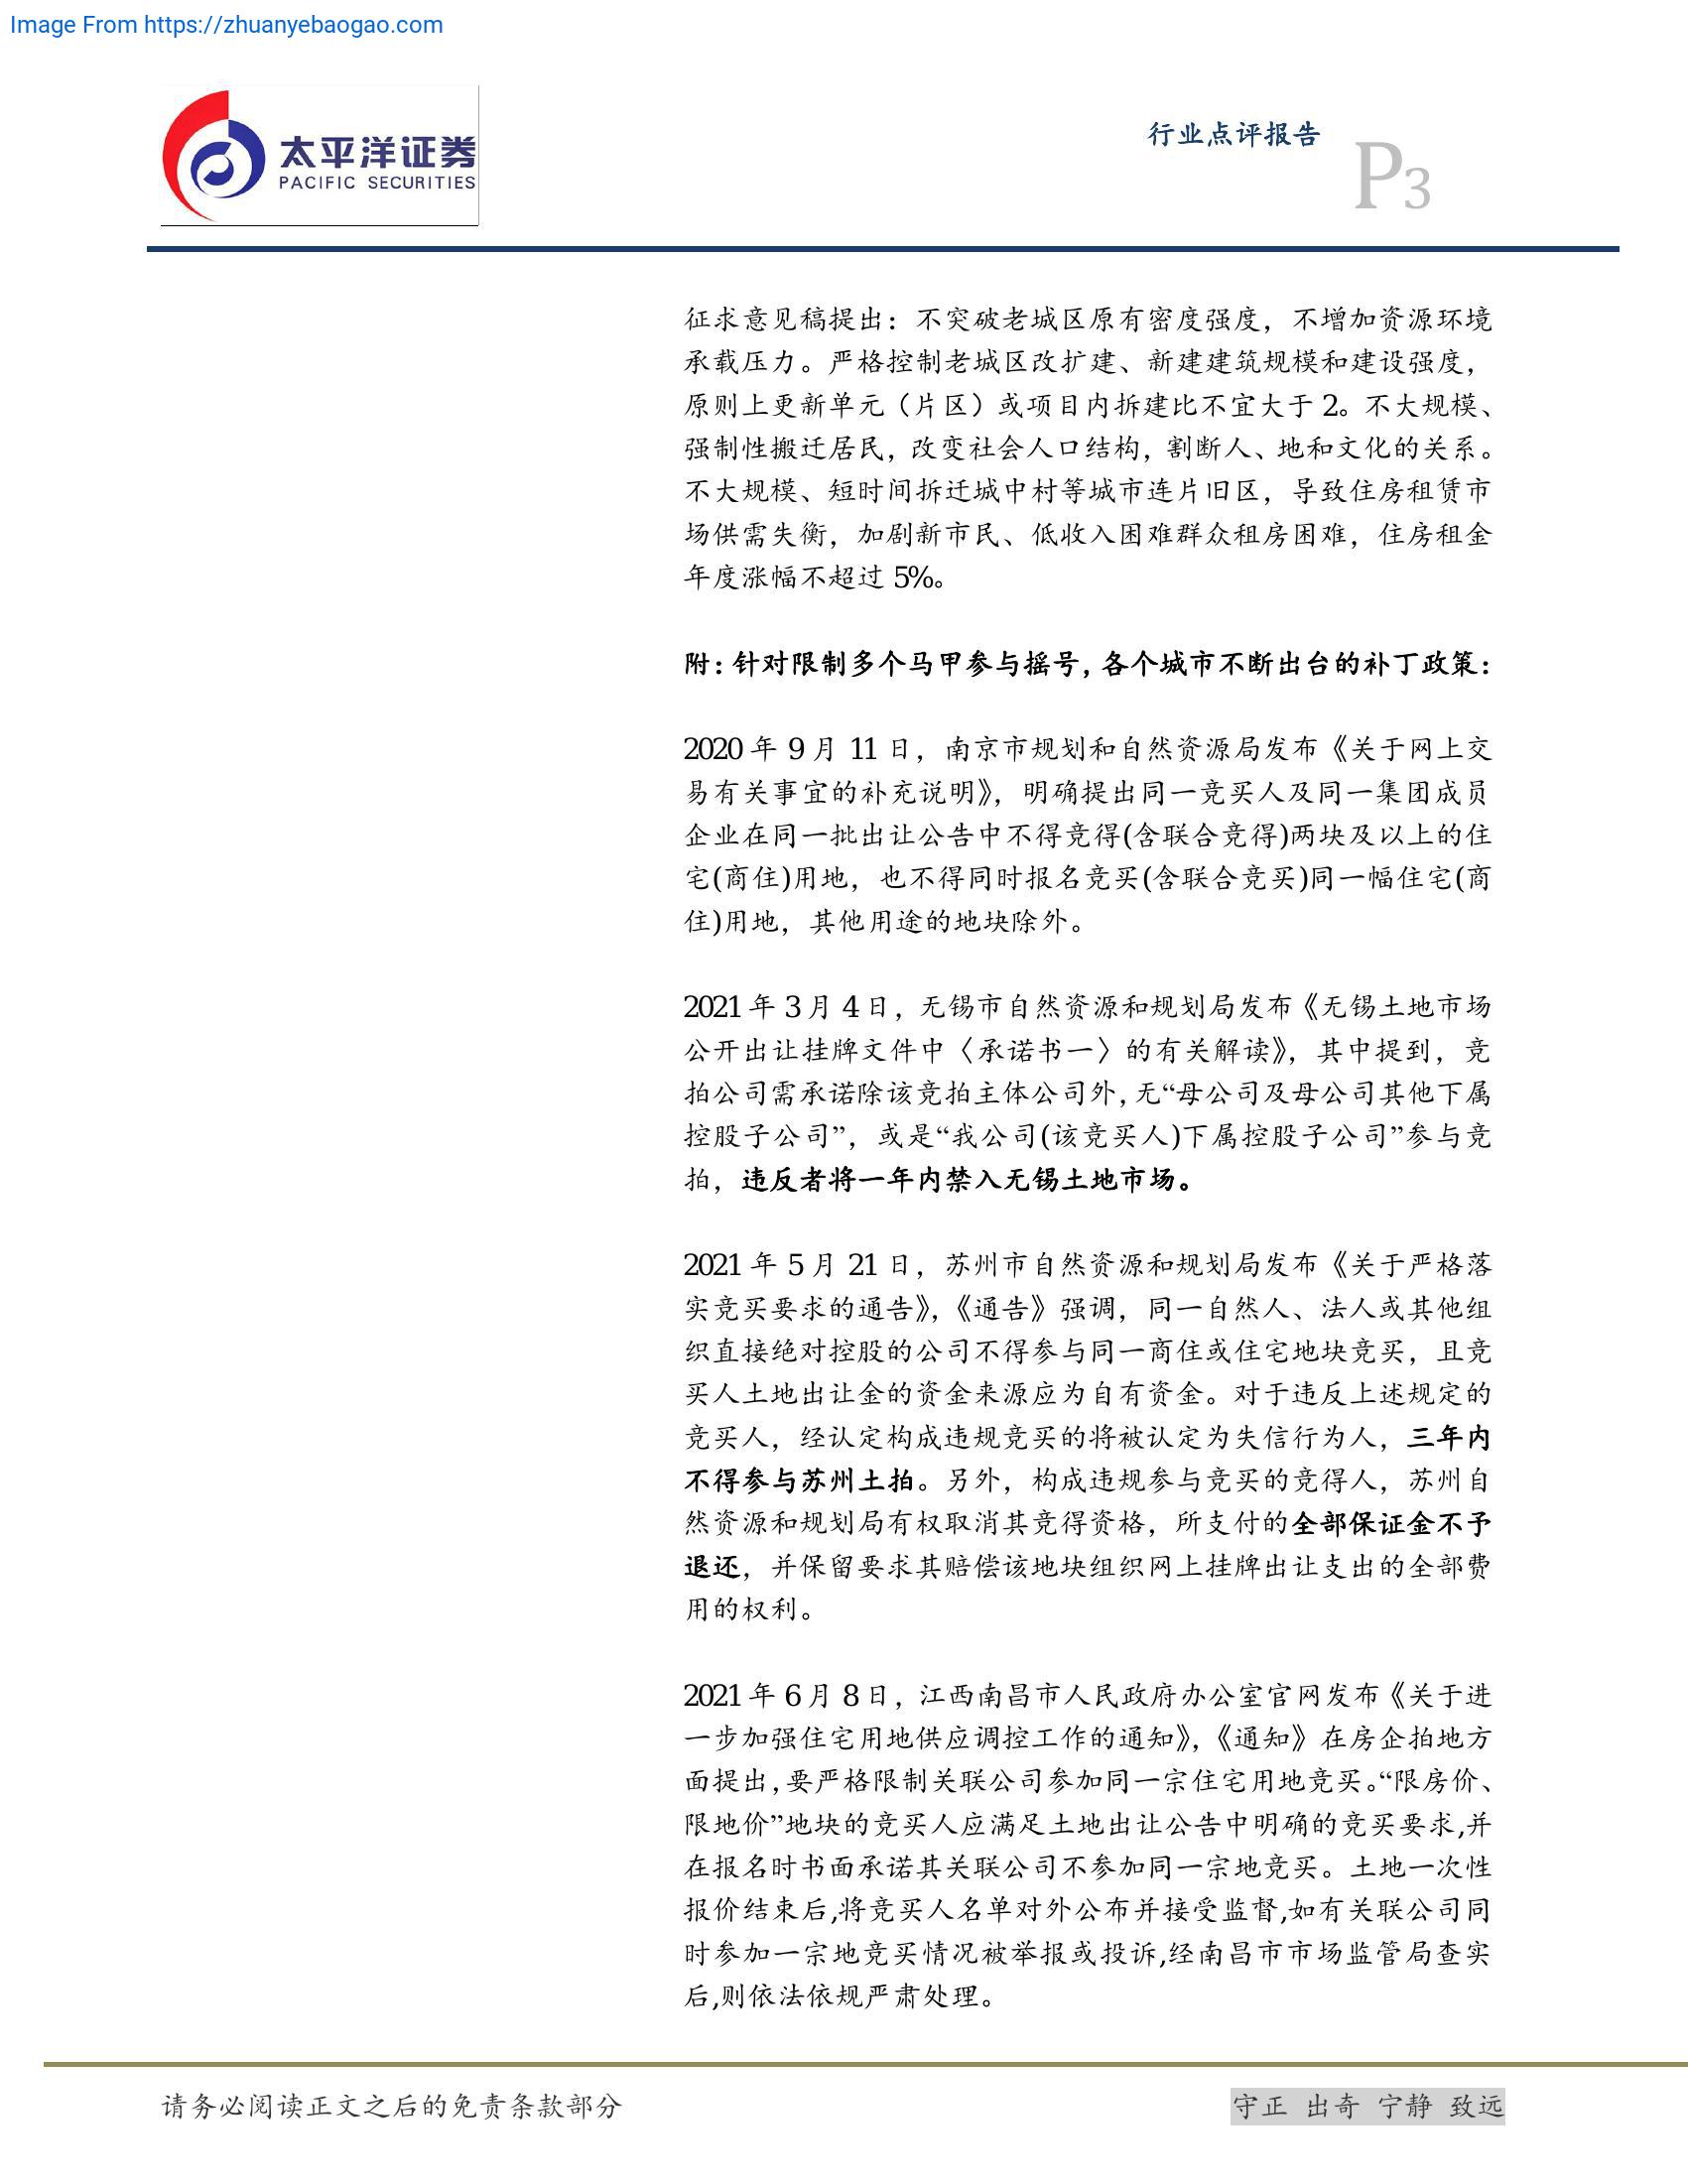 Image From https://zhuanyebaogao.com
太平洋证券
PACIFIC SECURITIES
行业点评报告
P3
征求意见稿提出：不突破老城区原有密度强度，不增加资源环境
承载压力。严格控制老城区改扩建、新建建筑规模和建设强度，
原则上更新单元（片区）或项目内拆建比不宜大于 2。不大规模、
强制性搬迁居民，改变社会人口结构，割断人、地和文化的关系。
不大规模、短时间拆迁城中村等城市连片旧区，导致住房租赁市
场供需失衡，加剧新市民、低收入困难群众租房困难，住房租金
年度涨幅不超过 5%。
附：针对限制多个马甲参与摇号，各个城市不断出台的补丁政策：
2020 年 9 月 11 日，南京市规划和自然资源局发布《关于网上交
易有关事宜的补充说明》，明确提出同一竞买人及同一集团成员
企业在同一批出让公告中不得竞得(含联合竞得)两块及以上的住
宅(商住)用地，也不得同时报名竞买(含联合竞买)同一幅住宅(商
住)用地，其他用途的地块除外。
2021 年 3 月 4 日，无锡市自然资源和规划局发布《无锡土地市场
公开出让挂牌文件中〈承诺书一〉的有关解读》，其中提到，竞
拍公司需承诺除该竞拍主体公司外，无“母公司及母公司其他下属
控股子公司”，或是“我公司(该竞买人)下属控股子公司”参与竞
拍，违反者将一年内禁入无锡土地市场。
2021 年 5 月 21 日，苏州市自然资源和规划局发布《关于严格落
实竞买要求的通告》，《通告》强调，同一自然人、法人或其他组
织直接绝对控股的公司不得参与同一商住或住宅地块竞买，且竞
买人土地出让金的资金来源应为自有资金。对于违反上述规定的
竞买人，经认定构成违规竞买的将被认定为失信行为人，三年内
不得参与苏州土拍。另外，构成违规参与竞买的竞得人，苏州自
然资源和规划局有权取消其竞得资格，所支付的全部保证金不予
退还，并保留要求其赔偿该地块组织网上挂牌出让支出的全部费
用的权利。
2021 年 6 月 8 日，江西南昌市人民政府办公室官网发布《关于进
一步加强住宅用地供应调控工作的通知》，《通知》在房企拍地方
面提出，要严格限制关联公司参加同一宗住宅用地竞买。“限房价、
限地价”地块的竞买人应满足土地出让公告中明确的竞买要求,并
在报名时书面承诺其关联公司不参加同一宗地竞买。土地一次性
报价结束后,将竞买人名单对外公布并接受监督,如有关联公司同
时参加一宗地竞买情况被举报或投诉,经南昌市市场监管局查实
后,则依法依规严肃处理。
请务必阅读正文之后的免责条款部分
守正 出奇 宁静 致远